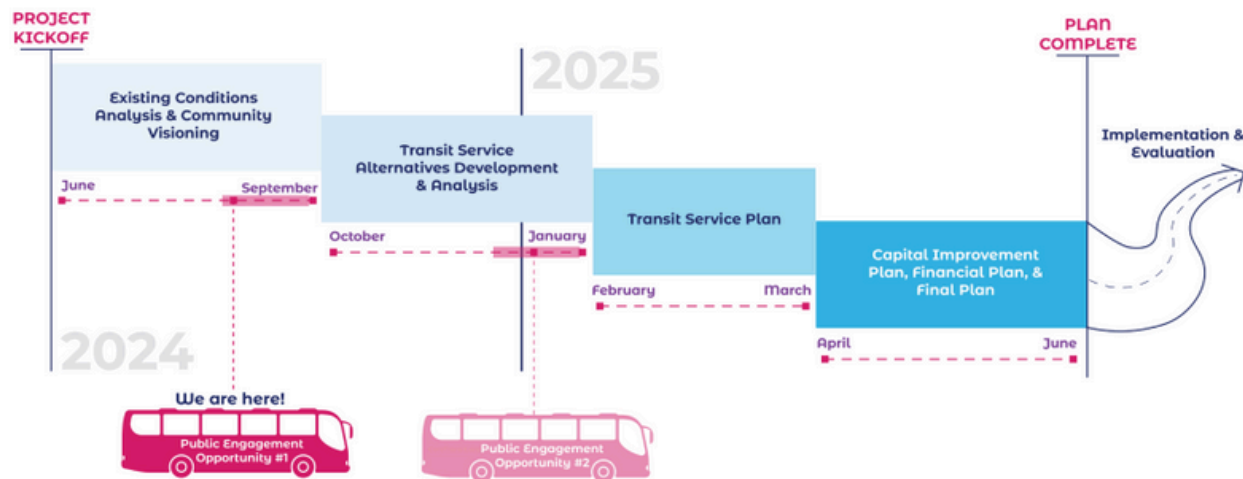 PROJECT
KICKOFF
2025
PLAN
COMPLETE
Existing Conditions
Analysis & Community
Visioning
Transit Service
Alternatives Development
& Analysis
Implementation &
Evaluation
June
September
Transit Service Plan
October
January
Capital Improvement
Plan, Financial Plan, &
Final Plan
February
March
2024
April
June
We are here!
Public Engagement
Opportunity #1
Public Engagement
Opportunity #2